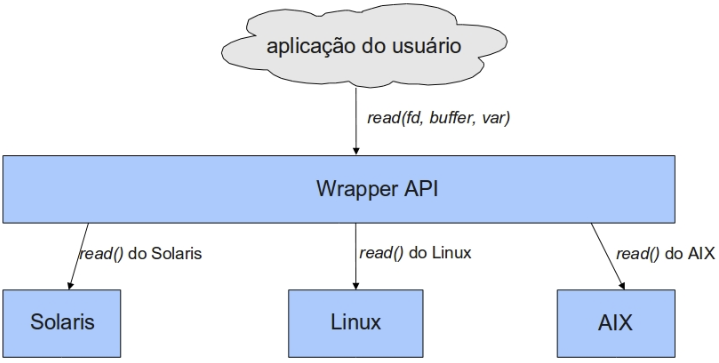 aplicação do usuário
read(fd, buffer, var)
Wrapper API
read() do Solaris
read() do Linux
read() do AIX
Solaris
Linux
AIX